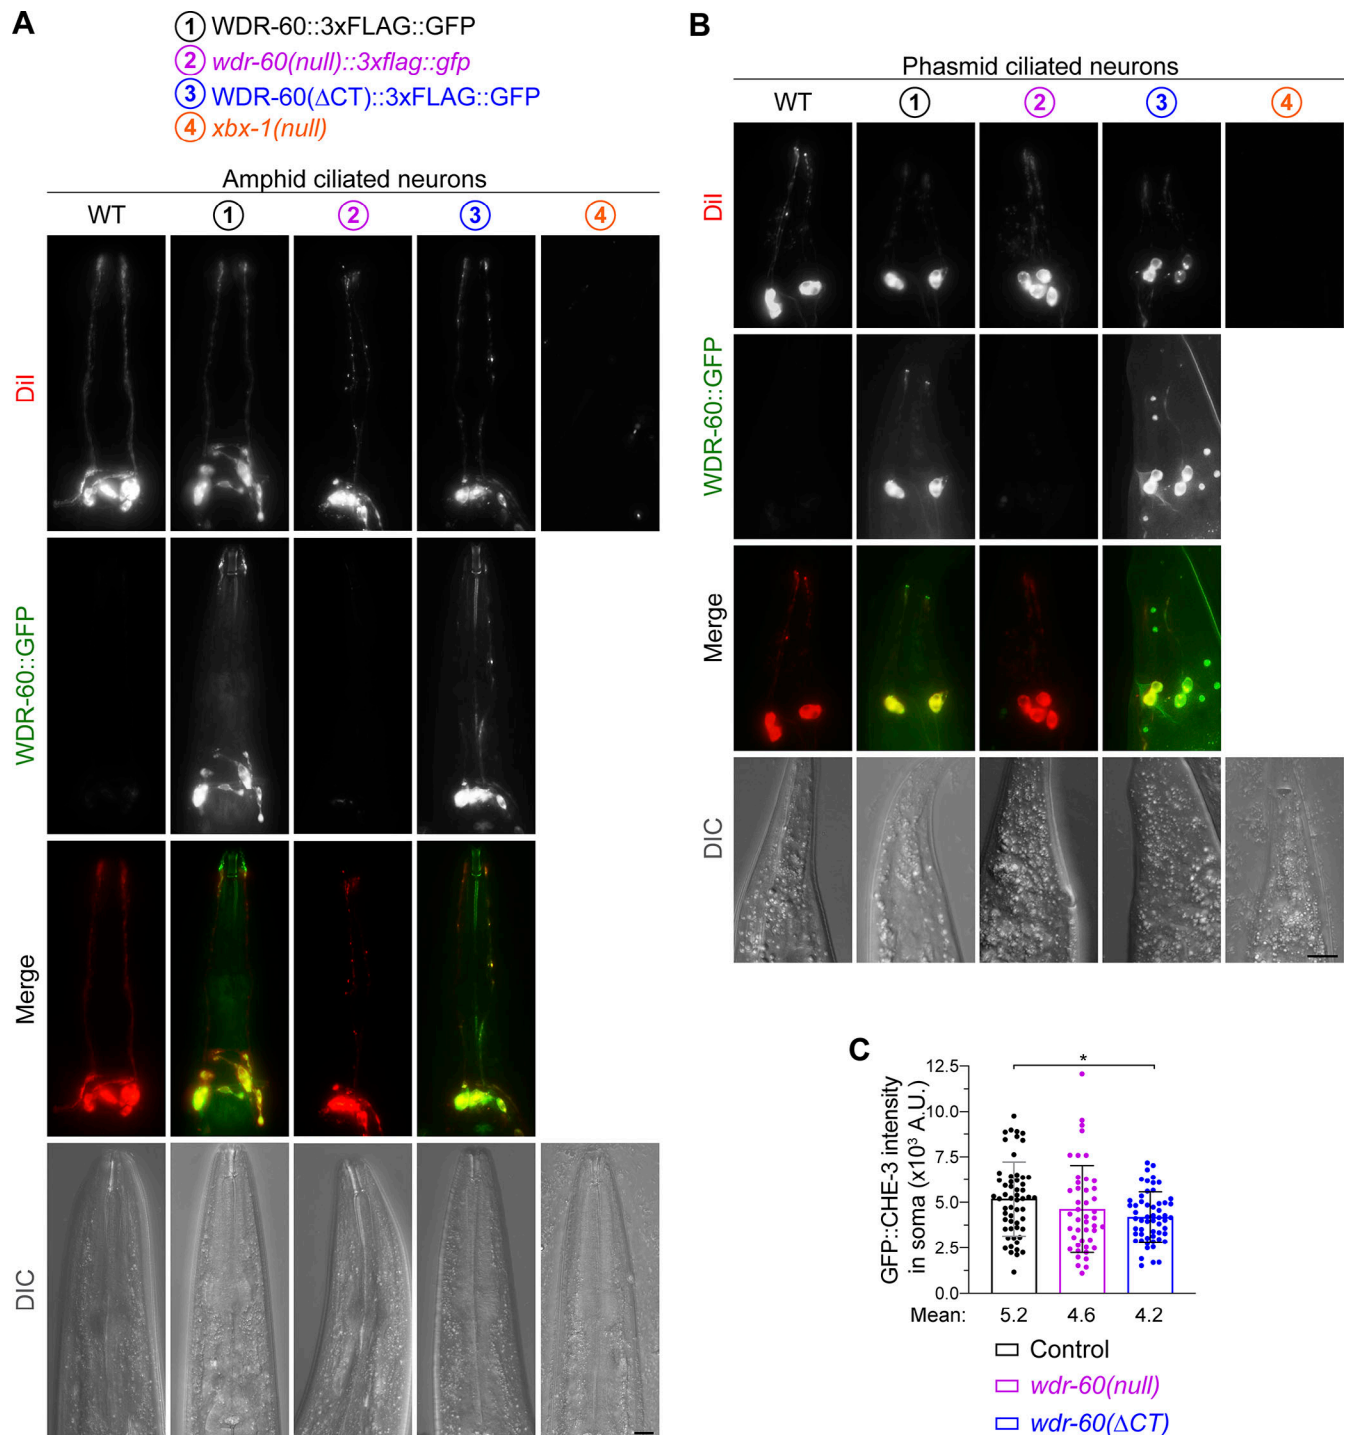 A
1 WDR-60::3xFLAG::GFP
2 wdr-60(null)::3xflag::gfp
3 WDR-60(ΔCT)::3xFLAG::GFP
4 xbx-1(null)
Amphid ciliated neurons
WT 1 2 3 4
DiI
WDR-60::GFP
Merge
DIC
B
Phasmid ciliated neurons
WT 1 2 3 4
DiI
WDR-60::GFP
Merge
DIC
C
GFP::CHE-3 intensity
in soma (x10³ A.U.)
12.5
10.0
7.5
5.0
2.5
0.0
*
Mean: 5.2 4.6 4.2
Control
wdr-60(null)
wdr-60(ΔCT)